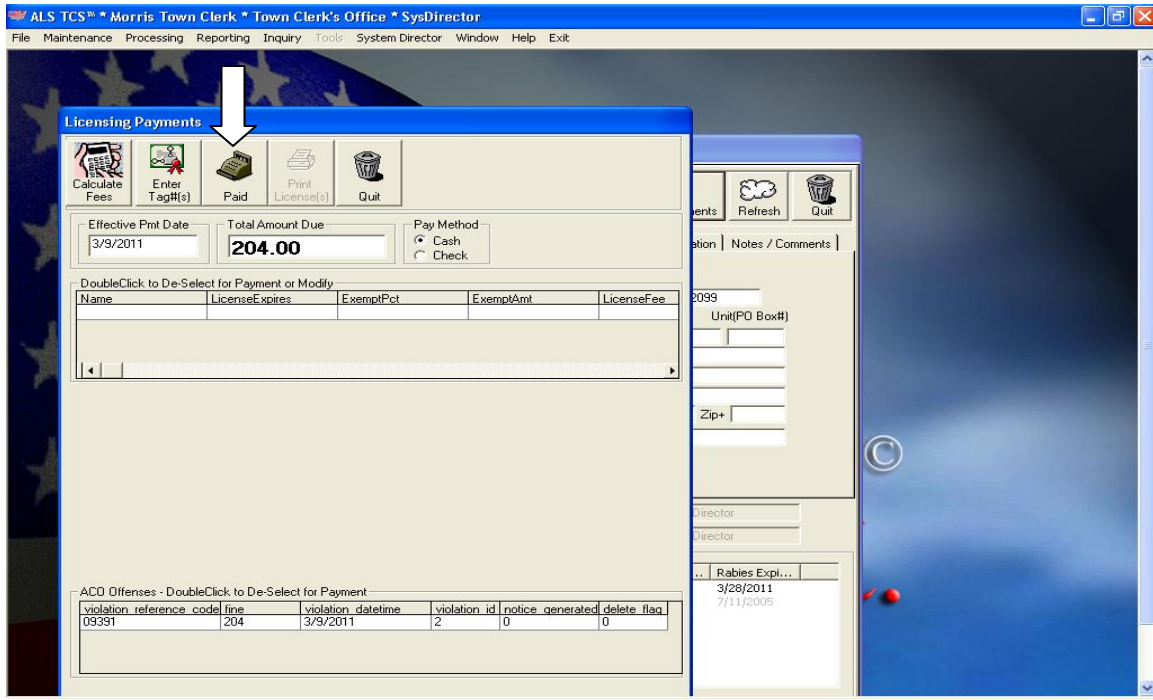 ALS TCS™ * Morris Town Clerk * Town Clerk's Office * SysDirector
File Maintenance Processing Reporting Inquiry Tools System Director Window Help Exit
Licensing Payments
Calculate Fees
Enter Tag#(s)
Paid
Print License(s)
Quit
ents
Refresh
Quit
Effective Pmt Date
3/9/2011
Total Amount Due
204.00
Pay Method
Cash
Check
ation Notes / Comments
DoubleClick to De-Select for Payment or Modify
Name LicenseExpires ExemptPct ExemptAmt LicenseFee
2099
Unit(PO Box#)
Zip+
©
Director
Director
.. Rabies Expi...
3/28/2011
7/11/2005
ACO Offenses - DoubleClick to De-Select for Payment
violation_reference_code fine violation_datetime violation_id notice_generated delete_flag
09391 204 3/9/2011 2 0 0